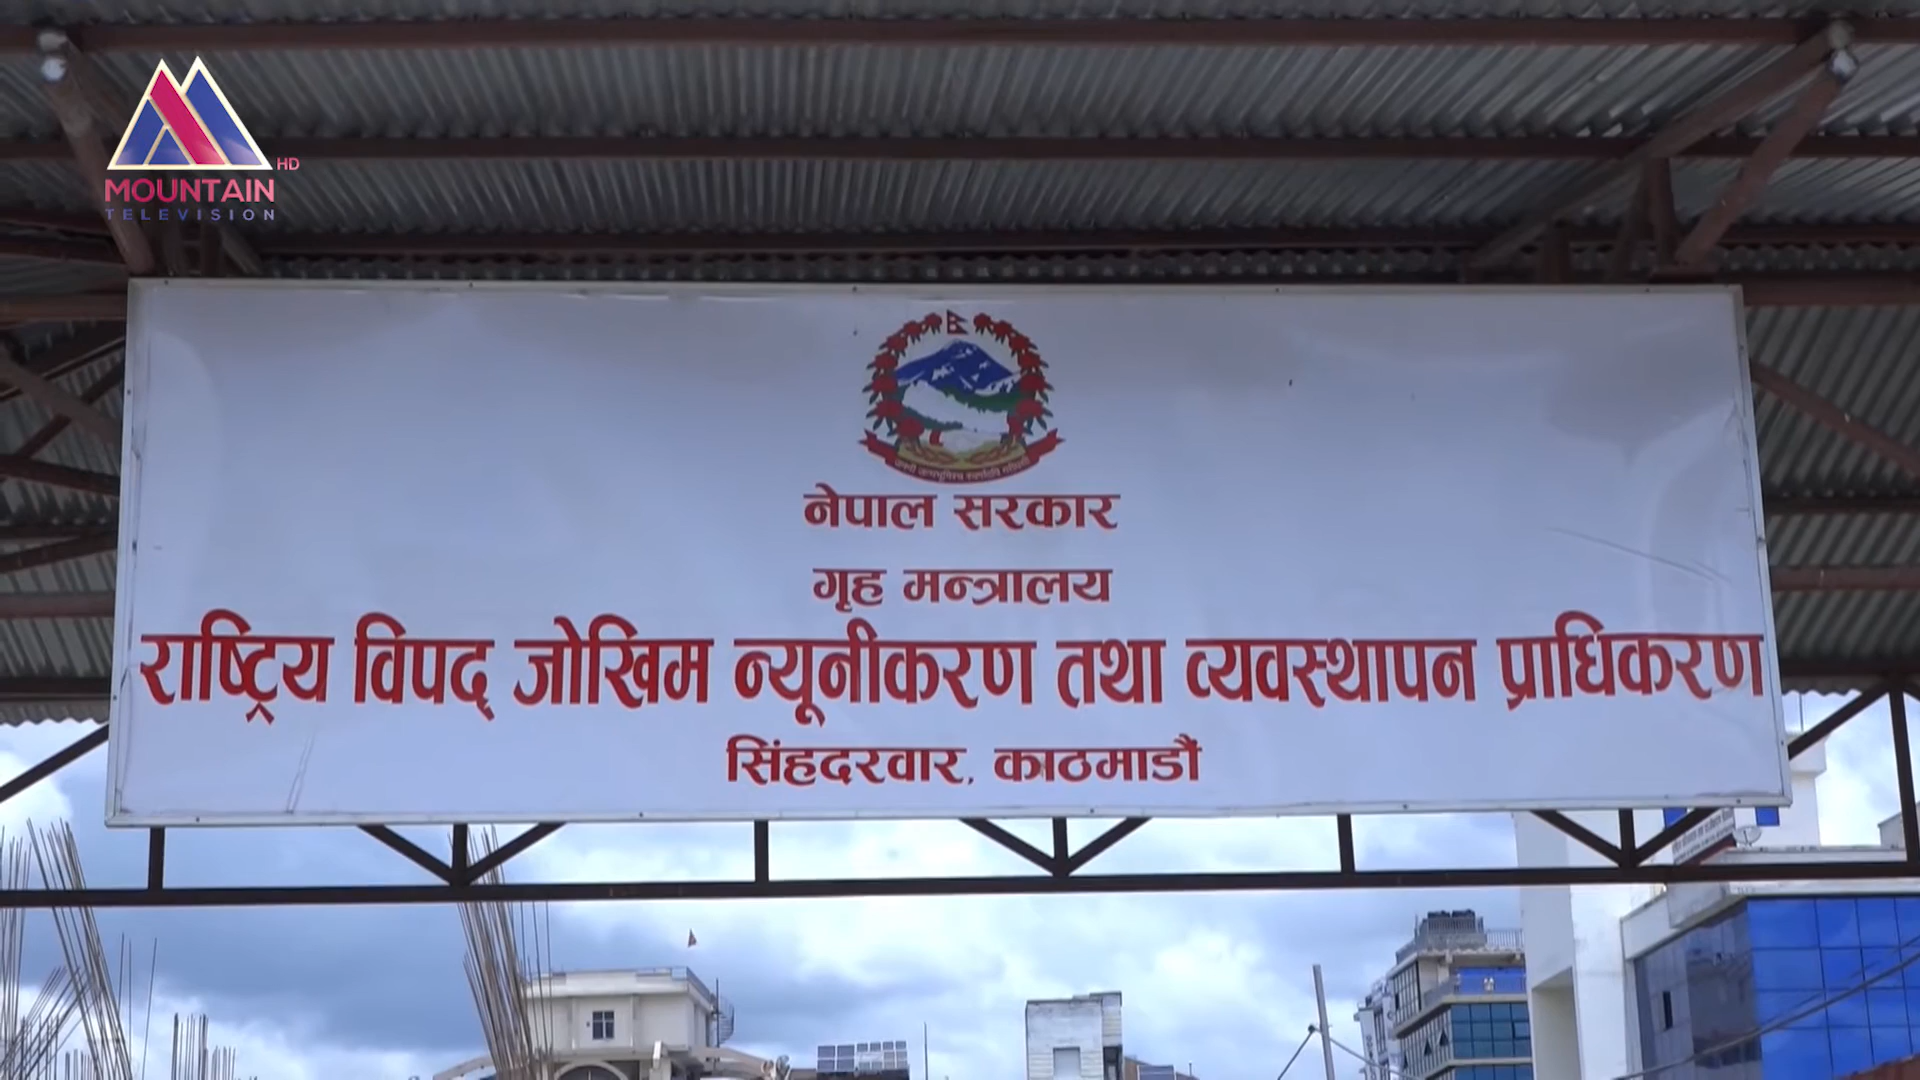 MOUNTAIN HD
TELEVISION
नेपाल सरकार
गृह मन्त्रालय
राष्ट्रिय विपद् जोखिम न्यूनीकरण तथा व्यवस्थापन प्राधिकरण
सिंहदरवार, काठमाडौं